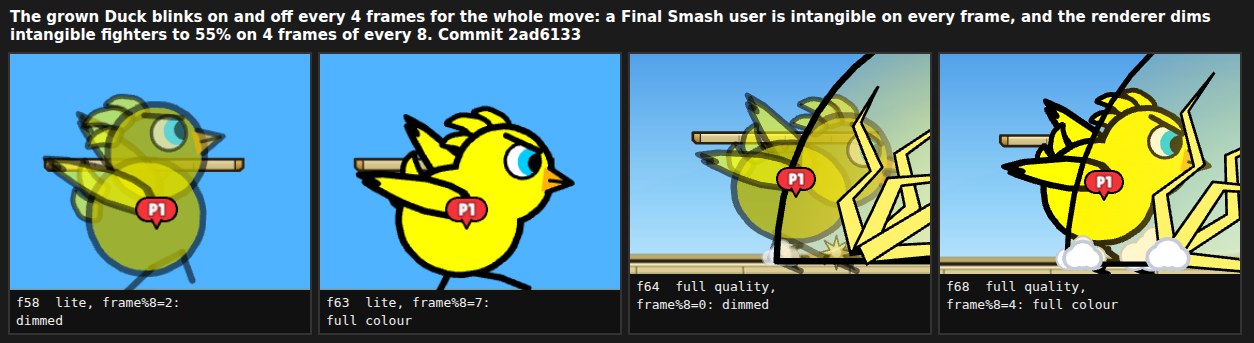 The grown Duck blinks on and off every 4 frames for the whole move: a Final Smash user is intangible on every frame, and the renderer dims
intangible fighters to 55% on 4 frames of every 8. Commit 2ad6133
P1
P1
P1
P1
f58  lite, frame%8=2:
dimmed
f63  lite, frame%8=7:
full colour
f64  full quality,
frame%8=0: dimmed
f68  full quality,
frame%8=4: full colour